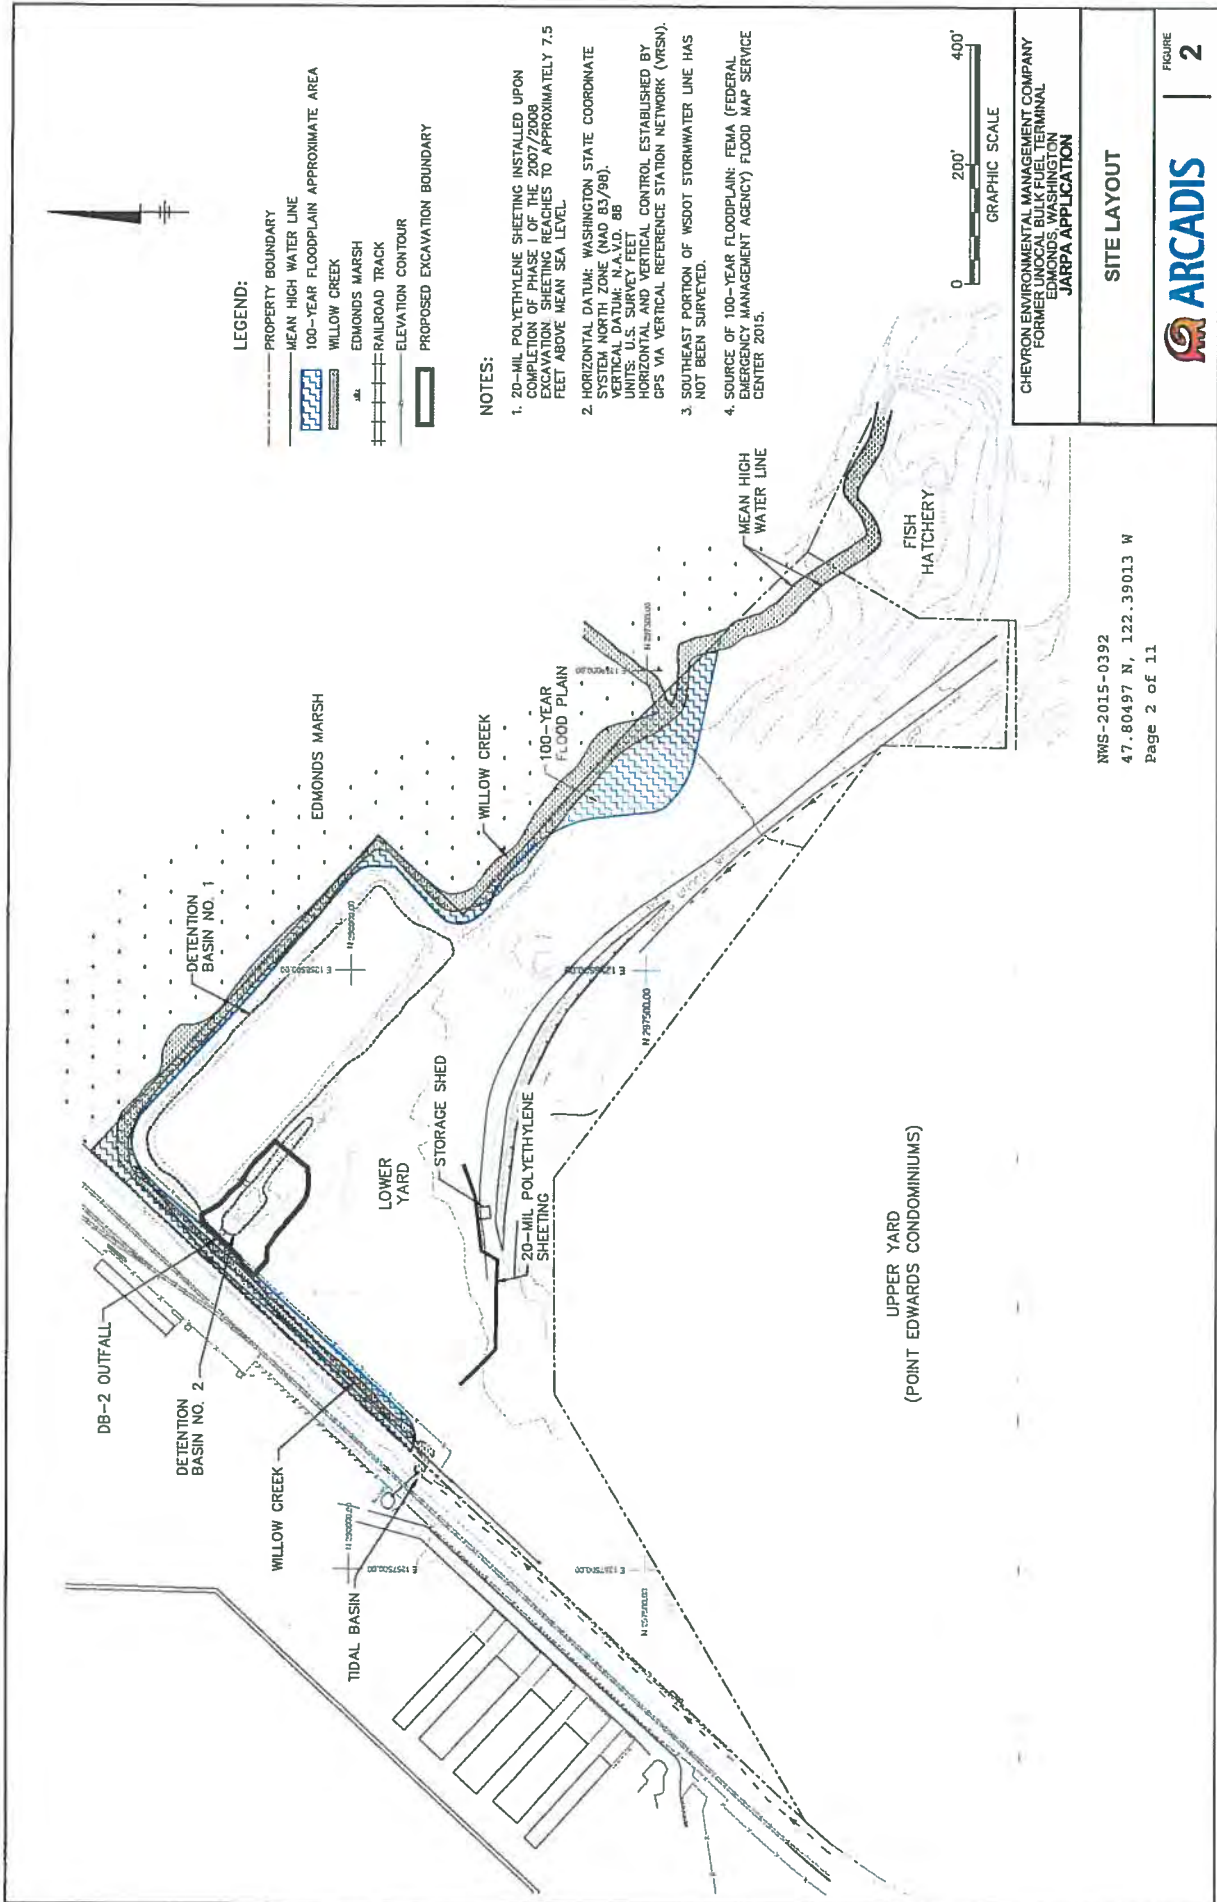 LEGEND:
PROPERTY BOUNDARY
MEAN HIGH WATER LINE
100-YEAR FLOODPLAIN APPROXIMATE AREA
WILLOW CREEK
EDMONDS MARSH
RAILROAD TRACK
ELEVATION CONTOUR
PROPOSED EXCAVATION BOUNDARY
NOTES:
1. 20-MIL POLYETHYLENE SHEETING INSTALLED UPON
COMPLETION OF PHASE I OF THE 2007/2008
EXCAVATION. SHEETING REACHES TO APPROXIMATELY 7.5
FEET ABOVE MEAN SEA LEVEL.
2. HORIZONTAL DATUM: WASHINGTON STATE COORDINATE
SYSTEM NORTH ZONE (NAD 83/98).
VERTICAL DATUM: N.A.V.D. 88
UNITS: U.S. SURVEY FEET
HORIZONTAL AND VERTICAL CONTROL ESTABLISHED BY
GPS VIA VERTICAL REFERENCE STATION NETWORK (VRSN).
3. SOUTHEAST PORTION OF WSDOT STORMWATER LINE HAS
NOT BEEN SURVEYED.
4. SOURCE OF 100-YEAR FLOODPLAIN: FEMA (FEDERAL
EMERGENCY MANAGEMENT AGENCY) FLOOD MAP SERVICE
CENTER 2015.
DB-2 OUTFALL
DETENTION
BASIN NO. 2
WILLOW CREEK
TIDAL BASIN
DETENTION
BASIN NO. 1
EDMONDS MARSH
WILLOW CREEK
100-YEAR
FLOOD PLAIN
MEAN HIGH
WATER LINE
FISH
HATCHERY
LOWER
YARD
STORAGE SHED
20-MIL POLYETHYLENE
SHEETING
UPPER YARD
(POINT EDWARDS CONDOMINIUMS)
E 1258500.00
N 297500.00
0 200' 400'
GRAPHIC SCALE
CHEVRON ENVIRONMENTAL MANAGEMENT COMPANY
FORMER UNOCAL BULK FUEL TERMINAL
EDMONDS, WASHINGTON
JARPA APPLICATION
SITE LAYOUT
ARCADIS
FIGURE
2
NWS-2015-0392
47.80497 N, 122.39013 W
Page 2 of 11